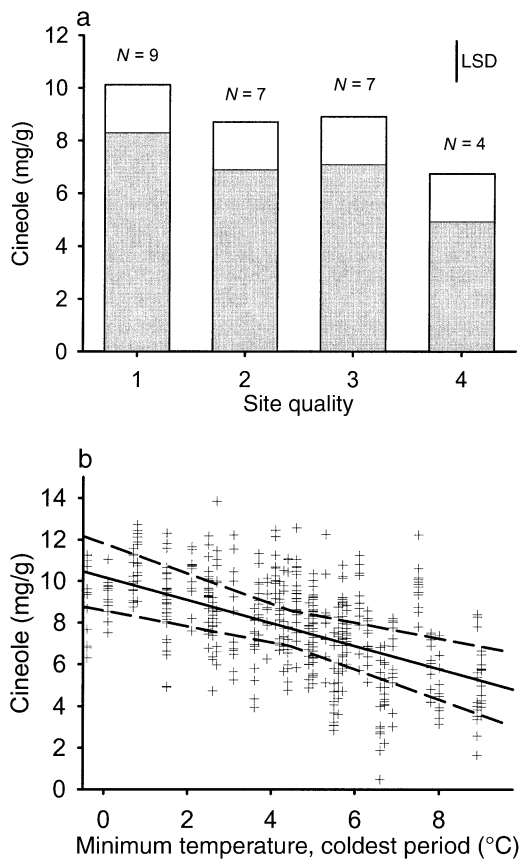 a
12
10
8
6
4
2
0
Cineole (mg/g)
N = 9
N = 7
N = 7
N = 4
LSD
1 2 3 4
Site quality
b
14
12
10
8
6
4
2
0
Cineole (mg/g)
0 2 4 6 8
Minimum temperature, coldest period (°C)